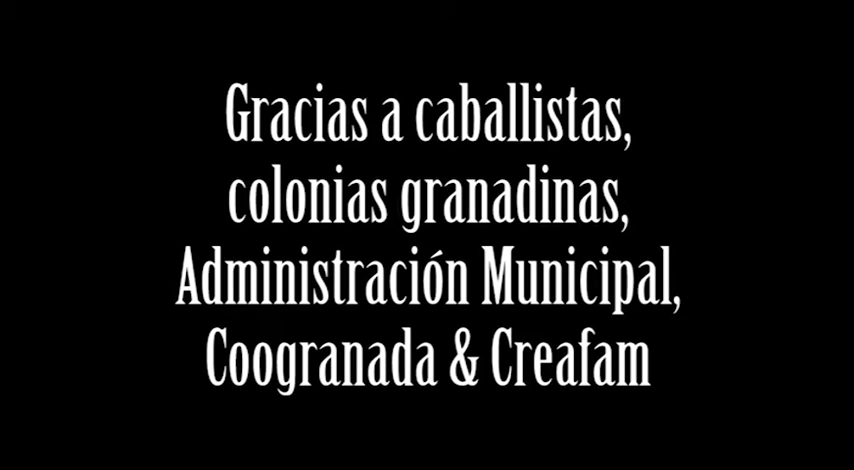 Gracias a caballistas,
colonias granadinas,
Administración Municipal,
Coogranada & Creafam